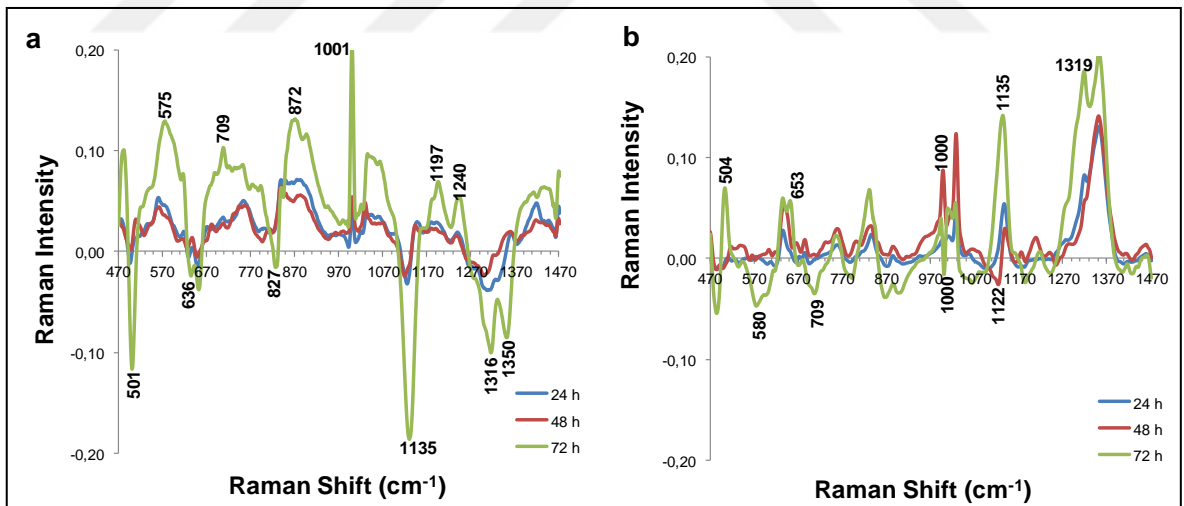 a
Raman Intensity
0,20
0,10
0,00
-0,10
-0,20
470 570 670 770 870 970 1070 1170 1270 1370 1470
575
709
872
1001
1197
1240
501
636
827
1135
1316
1350
24 h
48 h
72 h
Raman Shift (cm⁻¹)
b
Raman Intensity
0,20
0,10
0,00
-0,10
-0,20
470 570 670 770 870 970 1070 1170 1270 1370 1470
504
653
1000
1135
1319
580
709
1000
1122
24 h
48 h
72 h
Raman Shift (cm⁻¹)